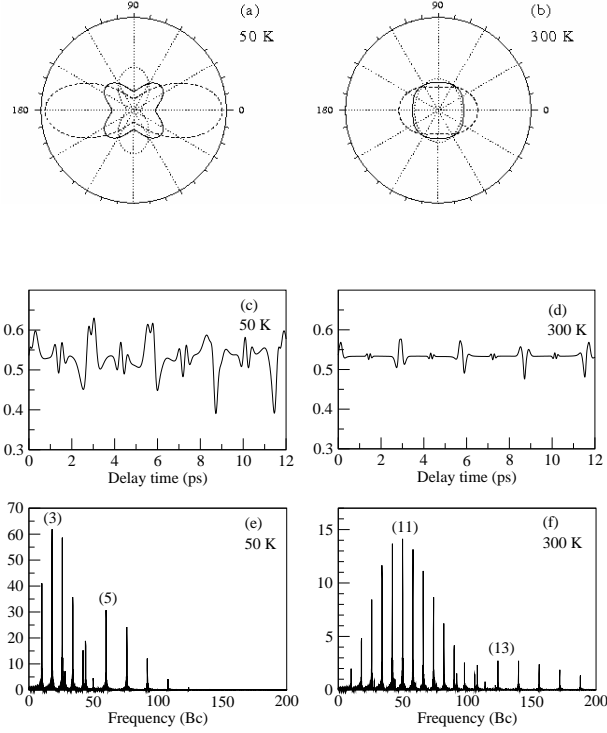 90
(a)
50 K
180
0
90
(b)
300 K
180
0
0.6
0.5
0.4
0.3
(c)
50 K
0 2 4 6 8 10 12
Delay time (ps)
0.6
0.5
0.4
0.3
(d)
300 K
0 2 4 6 8 10 12
Delay time (ps)
70
60
50
40
30
20
10
0
(3)
(5)
(e)
50 K
0 50 100 150 200
Frequency (Bc)
15
10
5
0
(11)
(13)
(f)
300 K
0 50 100 150 200
Frequency (Bc)